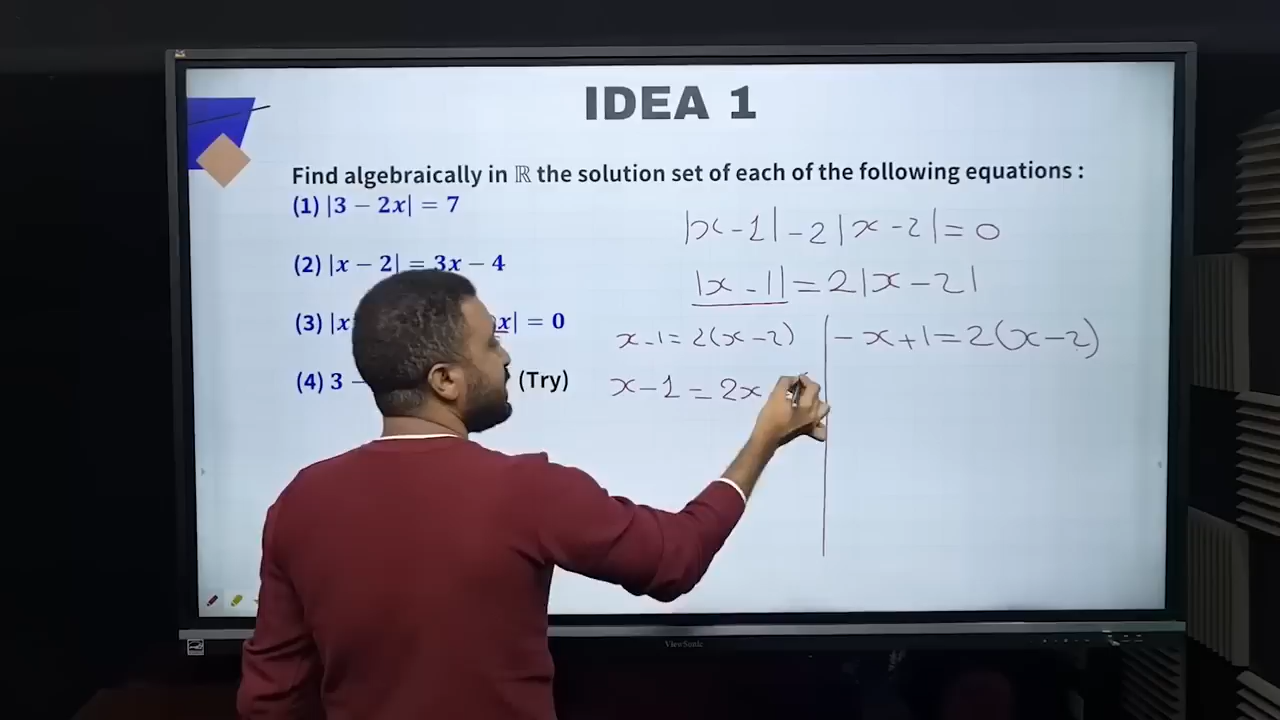 IDEA 1
Find algebraically in ℝ the solution set of each of the following equations :
(1) |3 − 2x| = 7
(2) |x − 2| = 3x − 4
(3) |x x| = 0
(4) 3 − (Try)
|x - 1| - 2|x - 2| = 0
|x - 1| = 2|x - 2|
x - 1 = 2(x - 2)
- x + 1 = 2(x - 2)
x - 1 = 2x
ViewSonic